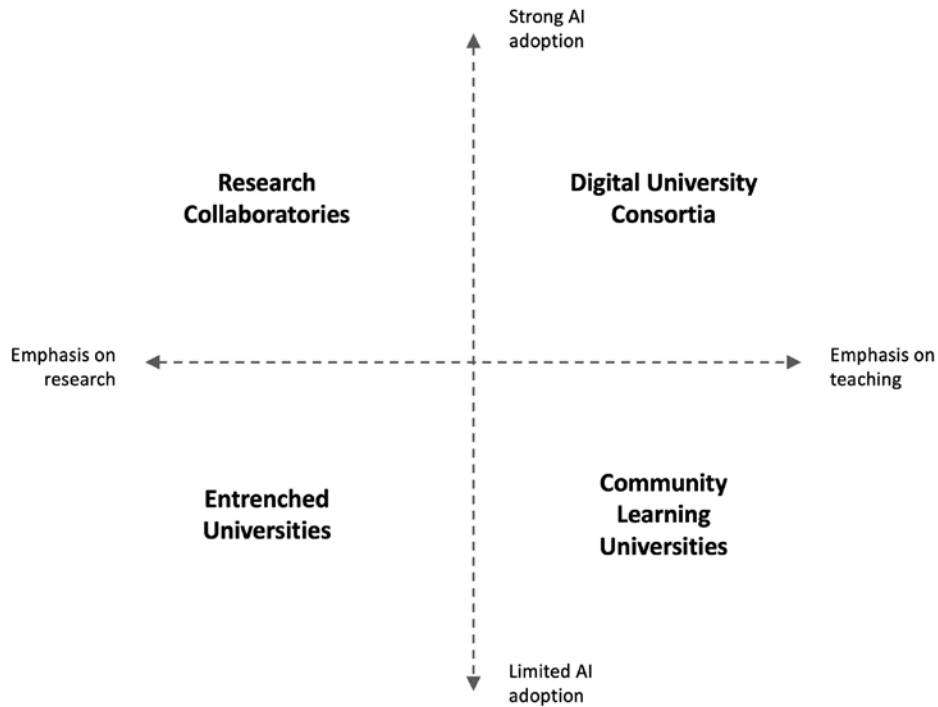 Strong AI
adoption
Research
Collaboratories
Digital University
Consortia
Emphasis on
research
Emphasis on
teaching
Entrenched
Universities
Community
Learning
Universities
Limited AI
adoption